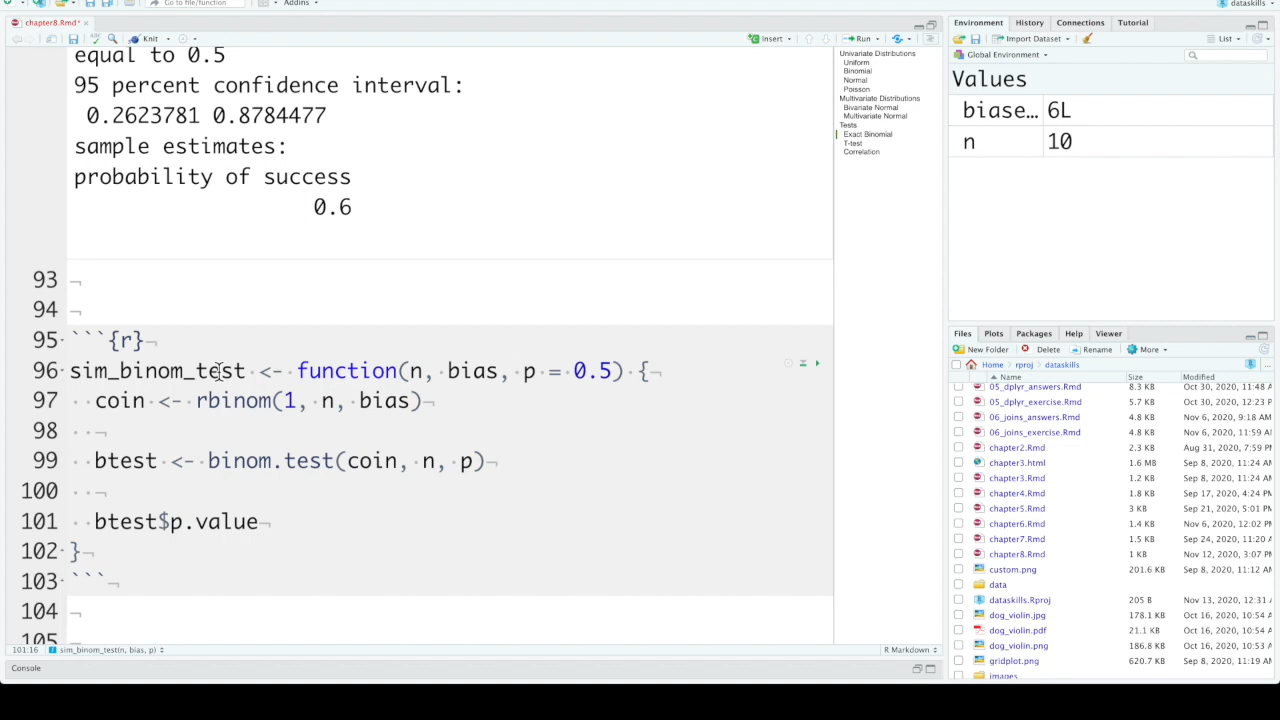 Go to file/function
Addins
dataskills
chapter8.Rmd*
Knit
Insert
Run
equal to 0.5
95 percent confidence interval:
0.2623781 0.8784477
sample estimates:
probability of success
0.6
93
94
95 ```{r}
96 sim_binom_test <- function(n, bias, p = 0.5) {
97 coin <- rbinom(1, n, bias)
98
99 btest <- binom.test(coin, n, p)
100
101 btest$p.value
102 }
103 ```
104
105
101:16 sim_binom_test(n, bias, p) R Markdown
Console
Univariate Distributions
Uniform
Binomial
Normal
Poisson
Multivariate Distributions
Bivariate Normal
Multivariate Normal
Tests
Exact Binomial
T-test
Correlation
Environment History Connections Tutorial
Import Dataset List
Global Environment
Values
biase… 6L
n 10
Files Plots Packages Help Viewer
New Folder Delete Rename More
Home rproj dataskills
Name Size Modified
05_dplyr_answers.Rmd 8.3 KB Oct 30, 2020, 11:48 A
05_dplyr_exercise.Rmd 5.7 KB Oct 30, 2020, 12:23 P
06_joins_answers.Rmd 4.8 KB Nov 6, 2020, 9:18 AM
06_joins_exercise.Rmd 4.8 KB Nov 6, 2020, 11:59 A
chapter2.Rmd 2.3 KB Aug 31, 2020, 7:59 P
chapter3.html 1.6 MB Sep 8, 2020, 11:24 A
chapter3.Rmd 1.2 KB Sep 8, 2020, 11:24 A
chapter4.Rmd 1.8 KB Sep 17, 2020, 4:24 P
chapter5.Rmd 3 KB Sep 21, 2020, 5:01 P
chapter6.Rmd 1.4 KB Nov 6, 2020, 12:02 P
chapter7.Rmd 1.5 KB Sep 24, 2020, 11:20 A
chapter8.Rmd 1 KB Nov 12, 2020, 3:07 P
custom.png 201.6 KB Sep 8, 2020, 11:12 A
data
dataskills.Rproj 205 B Nov 13, 2020, 12:31
dog_violin.jpg 178.1 KB Oct 16, 2020, 10:54
dog_violin.pdf 21.1 KB Oct 16, 2020, 10:54
dog_violin.png 186.8 KB Oct 16, 2020, 10:53
gridplot.png 620.7 KB Sep 8, 2020, 11:19 A
images